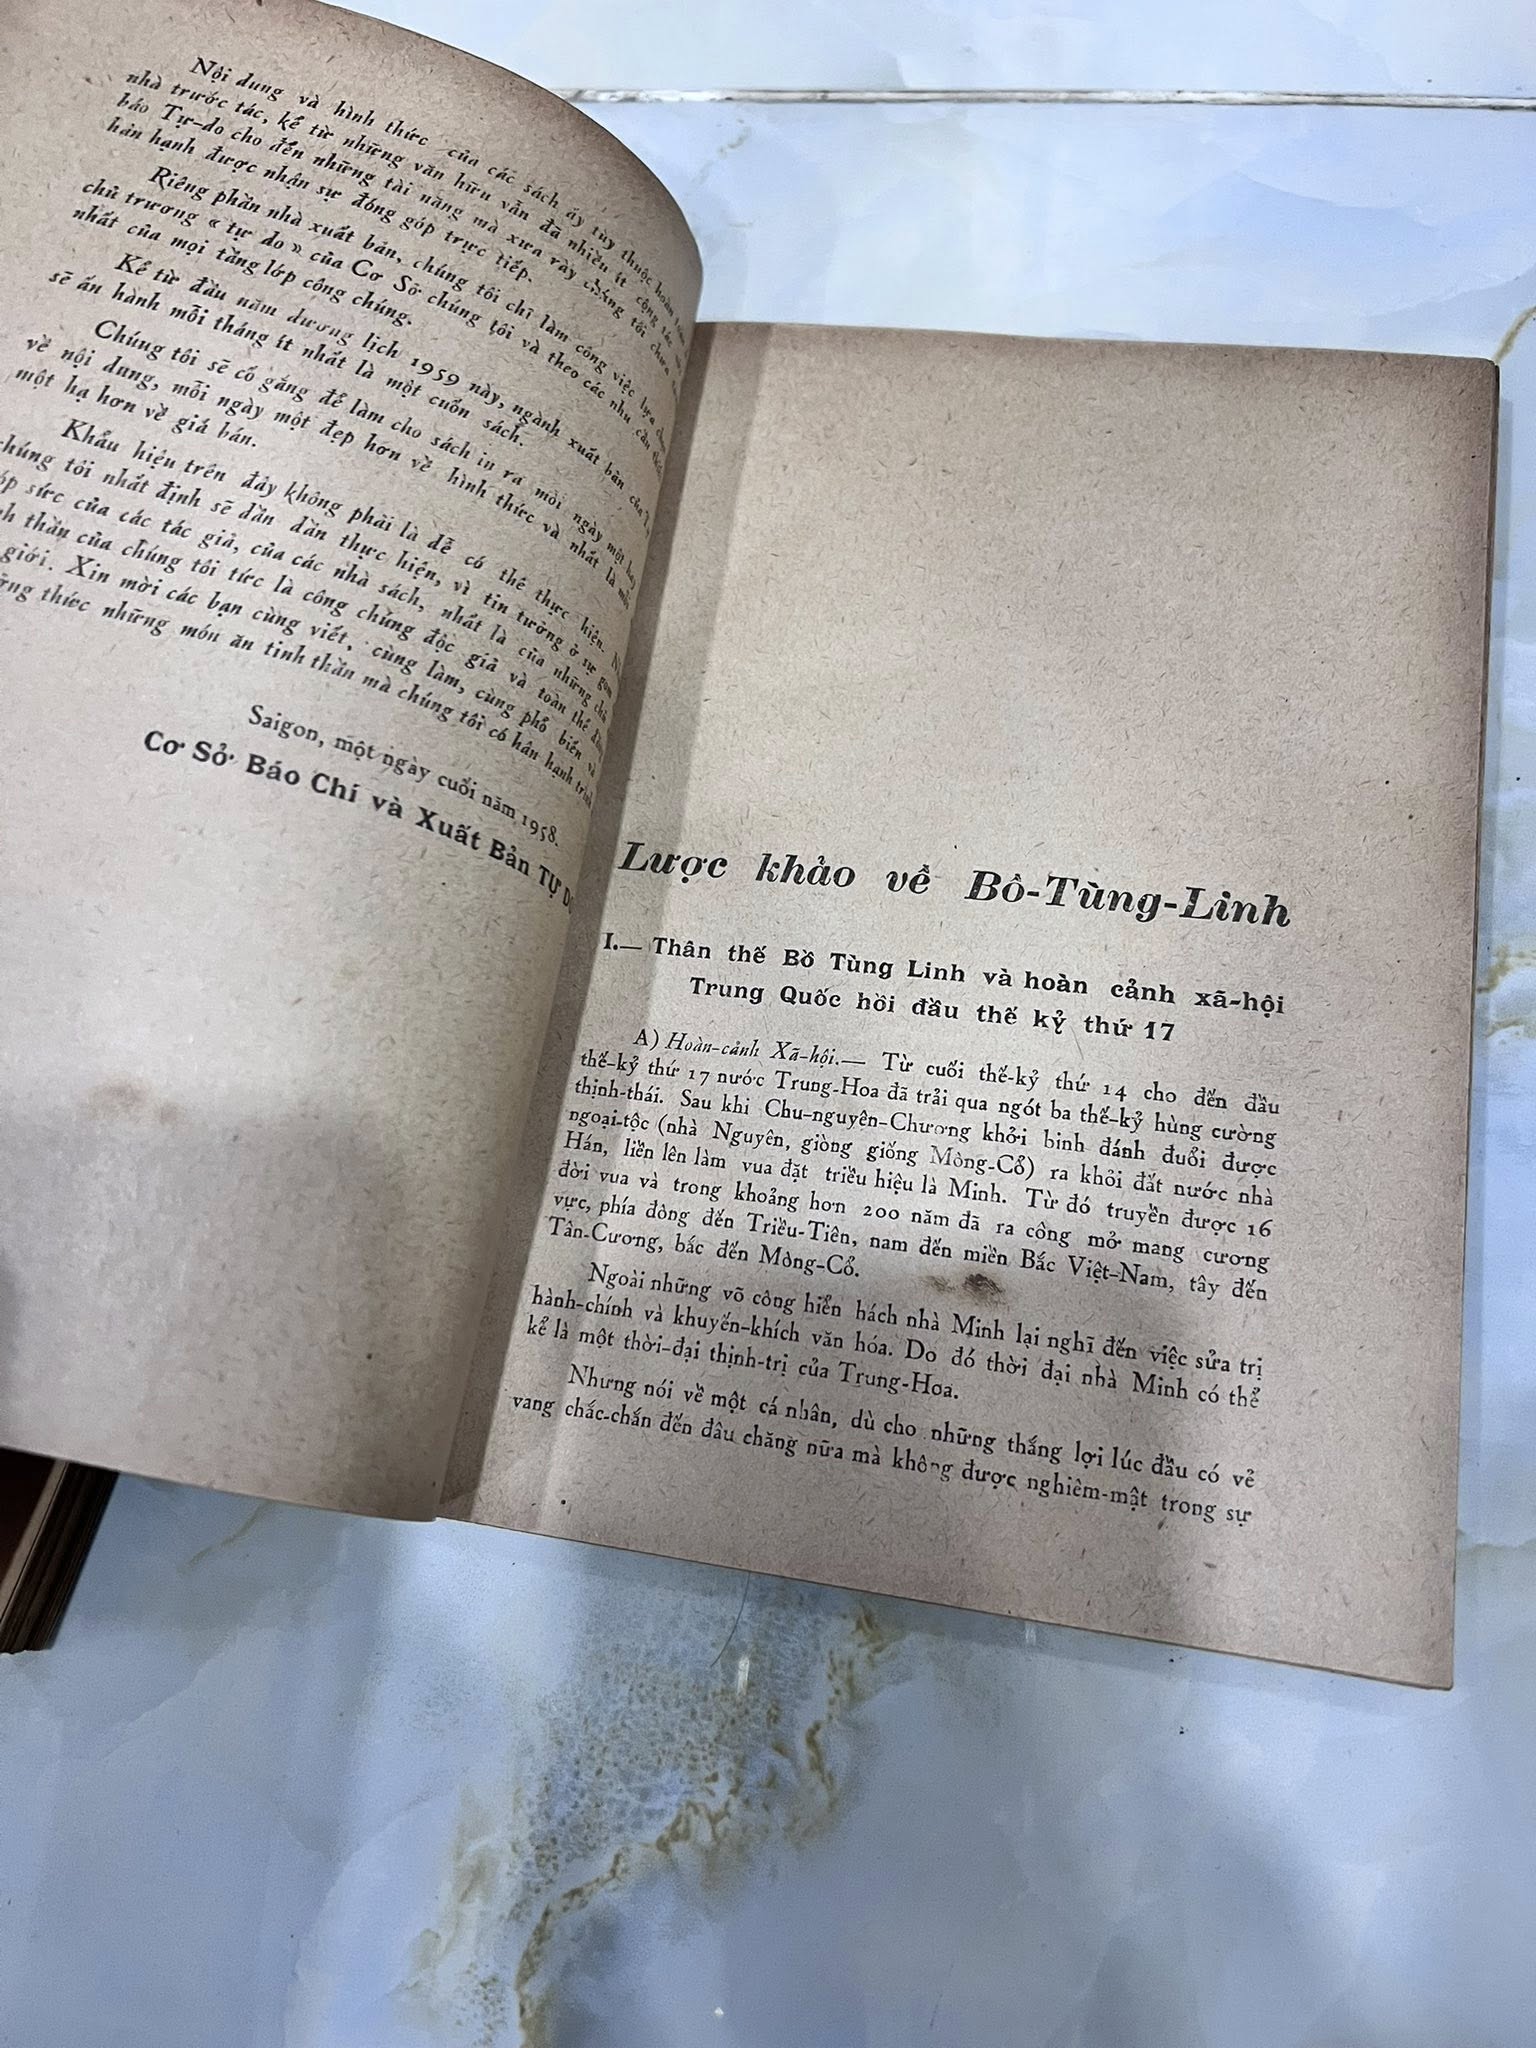 Nội dung và hình thức của các sách ấy tùy thuộc hoàn toàn
nhà trước tác, kể từ những văn hữu vẫn đã nhiều ít cộng tác với
báo Tự-do cho đến những tài năng mà xưa rày chúng tôi chưa
hân hạnh được nhận sự đóng góp trực tiếp.
Riêng phần nhà xuất bản, chúng tôi chỉ làm công việc lựa chọn
chủ trương « tự do » của Cơ Sở chúng tôi và theo các nhu cầu
nhất của mọi tầng lớp công chúng.
Kể từ đầu năm dương lịch 1959 này, ngành xuất bản của
sẽ ấn hành mỗi tháng ít nhất là một cuốn sách.
Chúng tôi sẽ cố gắng để làm cho sách in ra mỗi ngày một hay
về nội dung, mỗi ngày một đẹp hơn về hình thức và nhất là mỗi
một hạ hơn về giá bán.
Khẩu hiệu trên đây không phải là dễ có thể thực hiện.
chúng tôi nhất định sẽ dần dần thực hiện, vì tin tưởng ở sự gom
sức của các tác giả, của các nhà sách, nhất là của những chủ
thần của chúng tôi tức là công chúng độc giả và toàn thể
giới. Xin mời các bạn cùng viết, cùng làm, cùng phổ biến và
thức những món ăn tinh thần mà chúng tôi có hân hạnh trình
Saigon, một ngày cuối năm 1958.
Cơ Sở Báo Chí và Xuất Bản TỰ
Lược khảo về Bồ-Tùng-Linh
I.— Thân thế Bồ Tùng Linh và hoàn cảnh xã-hội
Trung Quốc hồi đầu thế kỷ thứ 17
A) Hoàn-cảnh Xã-hội.— Từ cuối thế-kỷ thứ 14 cho đến đầu
thế-kỷ thứ 17 nước Trung-Hoa đã trải qua ngót ba thế-kỷ hùng cường
thịnh-thái. Sau khi Chu-nguyên-Chương khởi binh đánh đuổi được
ngoại-tộc (nhà Nguyên, giòng giống Mòng-Cổ) ra khỏi đất nước nhà
Hán, liền lên làm vua đặt triều hiệu là Minh. Từ đó truyền được 16
đời vua và trong khoảng hơn 200 năm đã ra công mở mang cương
vực, phía đông đến Triều-Tiên, nam đến miền Bắc Việt-Nam, tây đến
Tân-Cương, bắc đến Mòng-Cổ.
Ngoài những võ công hiển hách nhà Minh lại nghĩ đến việc sửa trị
hành-chính và khuyến-khích văn hóa. Do đó thời đại nhà Minh có thể
kể là một thời-đại thịnh-trị của Trung-Hoa.
Nhưng nói về một cá nhân, dù cho những thắng lợi lúc đầu có vẻ
vang chắc-chắn đến đâu chăng nữa mà không được nghiêm-mật trong sự